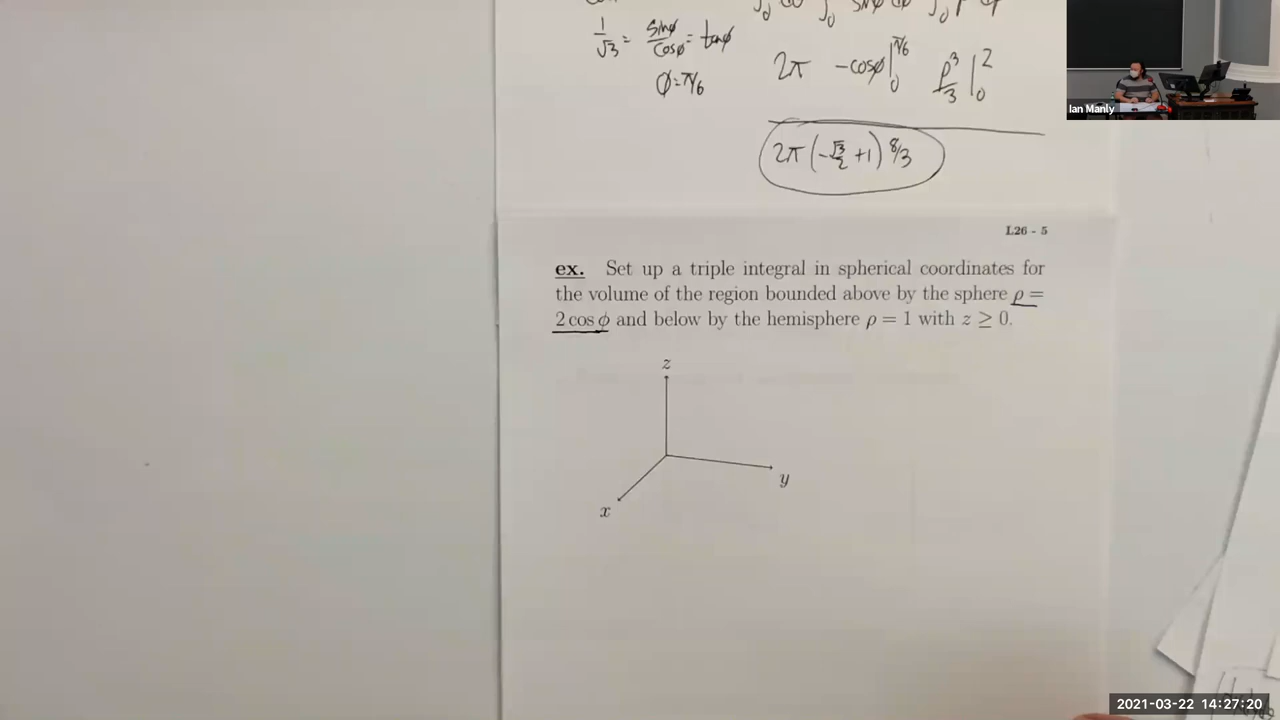 1/√3 = sinϕ/cosϕ = tanϕ
ϕ=π/6
2π -cosϕ|₀^π/6 ρ³/3|₀²
2π(-√3/2 +1) 8/3
Ian Manly
L26 - 5
ex. Set up a triple integral in spherical coordinates for
the volume of the region bounded above by the sphere ρ =
2 cos ϕ and below by the hemisphere ρ = 1 with z ≥ 0.
z
y
x
2021-03-22 14:27:20